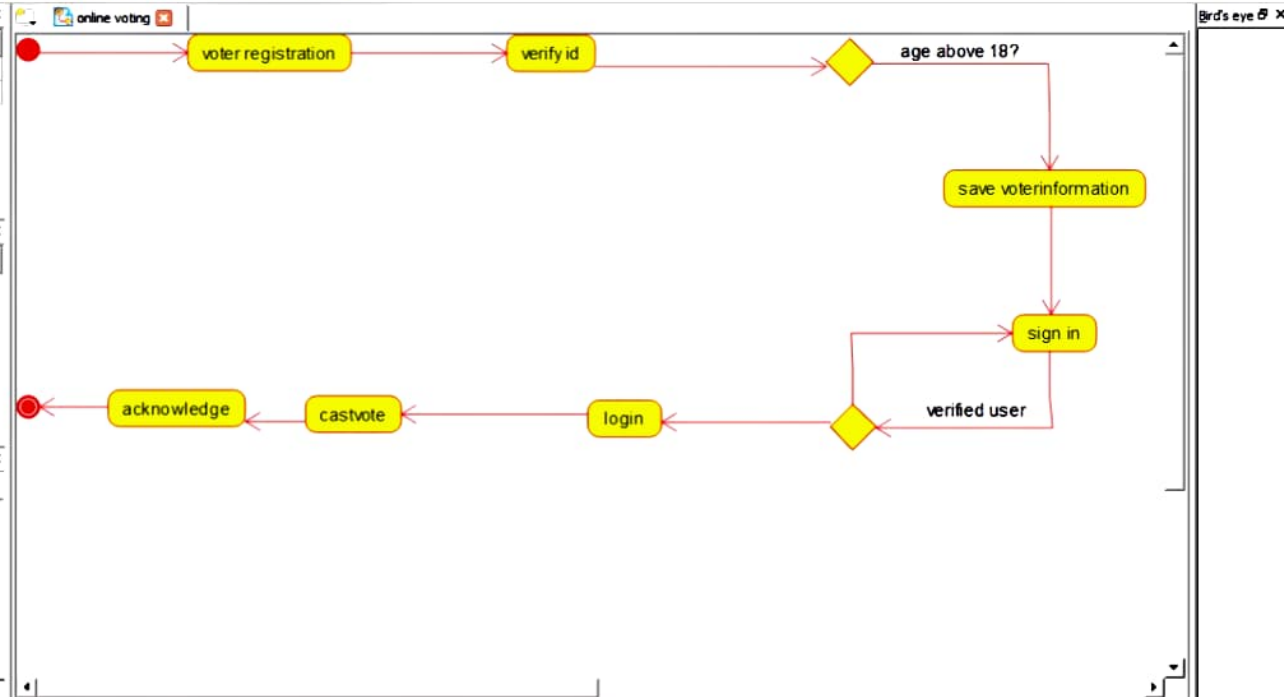 online voting
Bird's eye
voter registration
verify id
age above 18?
save voterinformation
sign in
verified user
login
castvote
acknowledge